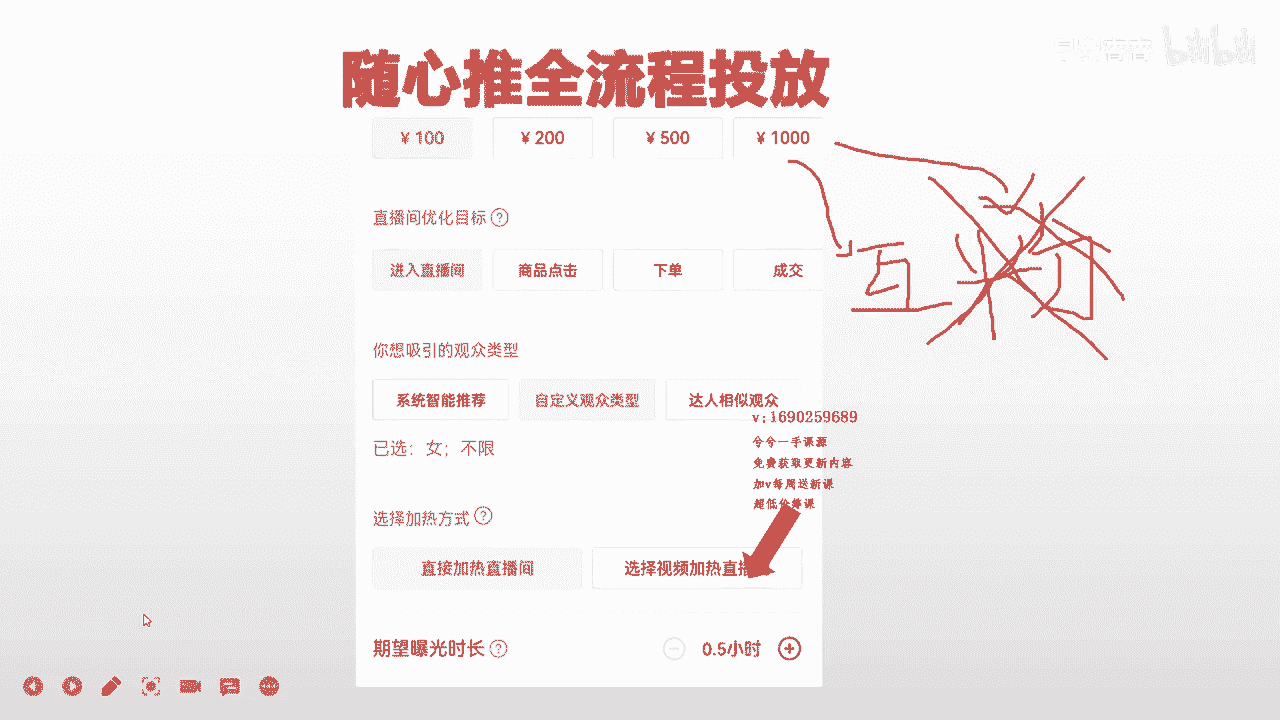 随心推全流程投放
bilibili
¥ 100 ¥ 200 ¥ 500 ¥ 1000
直播间优化目标 ?
进入直播间 商品点击 下单 成交
你想吸引的观众类型
系统智能推荐 自定义观众类型 达人相似观众
v:1690259689
兮兮一手课源
已选：女；不限
免费获取更新内容
加v每周送新课
超低价修课
选择加热方式 ?
直接加热直播间 选择视频加热直播
期望曝光时长 ? 0.5小时